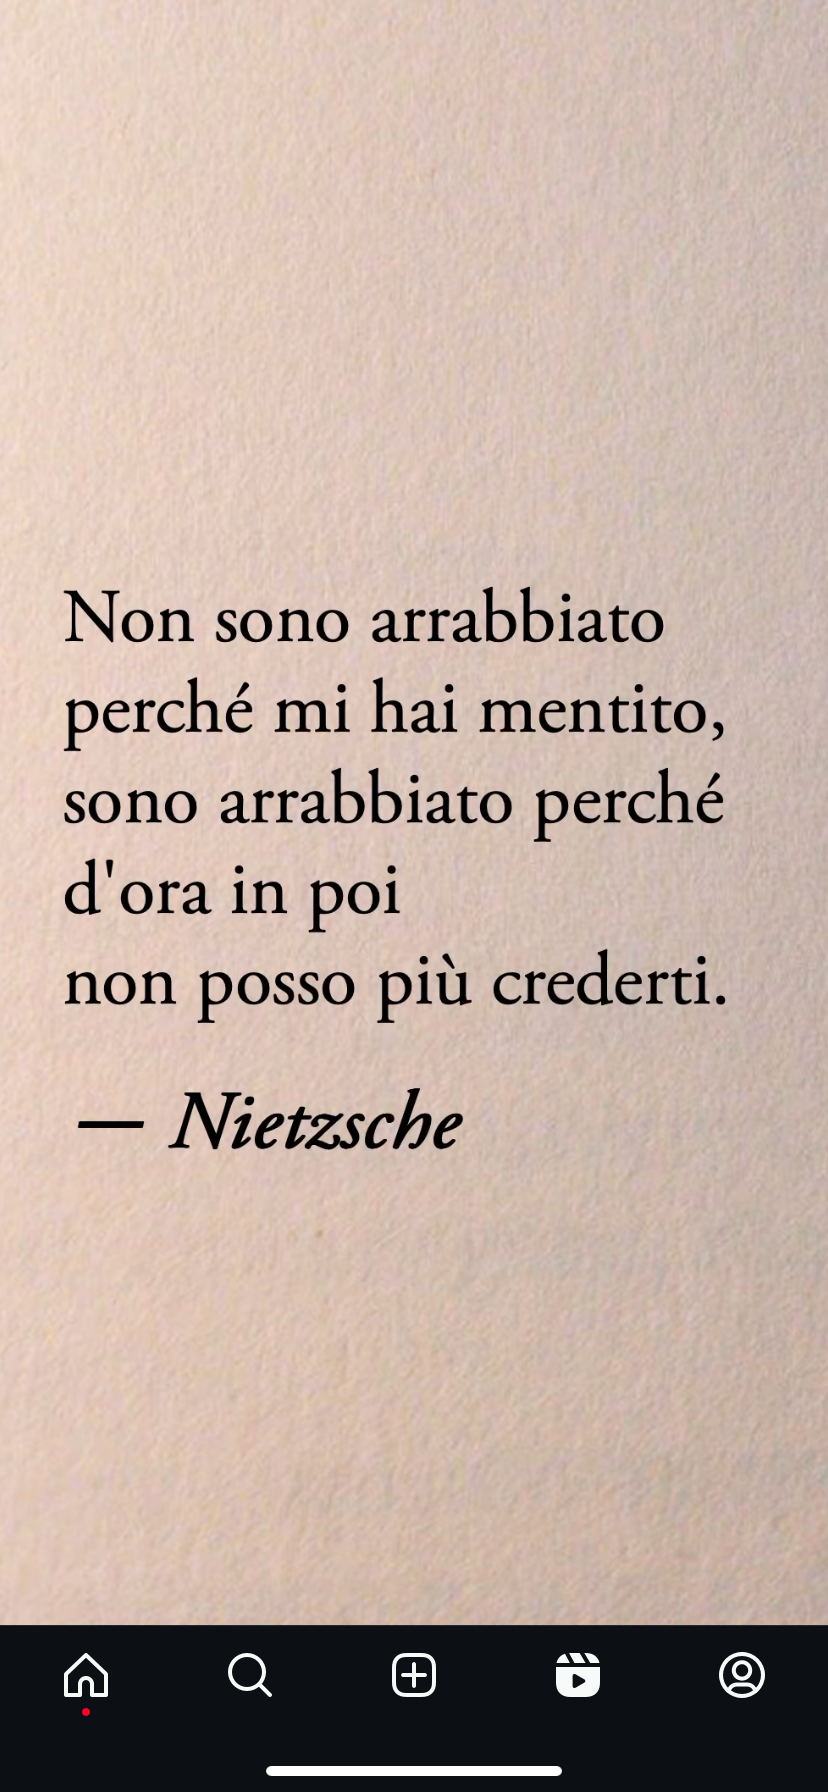 Non sono arrabbiato
perché mi hai mentito,
sono arrabbiato perché
d'ora in poi
non posso più crederti.
— Nietzsche